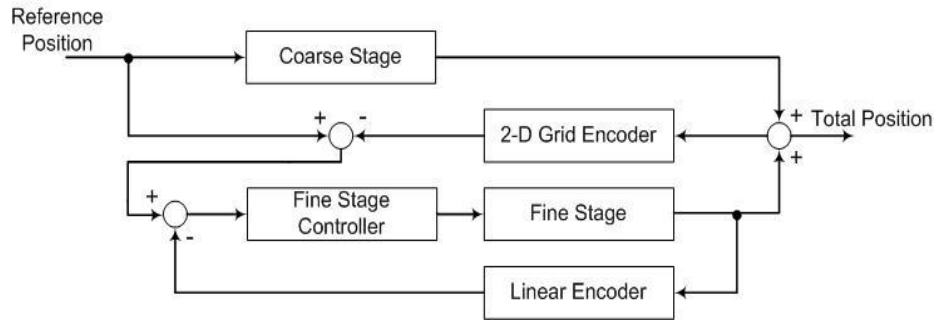 Reference
Position
Coarse Stage
+
+ -
2-D Grid Encoder
Total Position
+
+
Fine Stage
Controller
Fine Stage
-
Linear Encoder